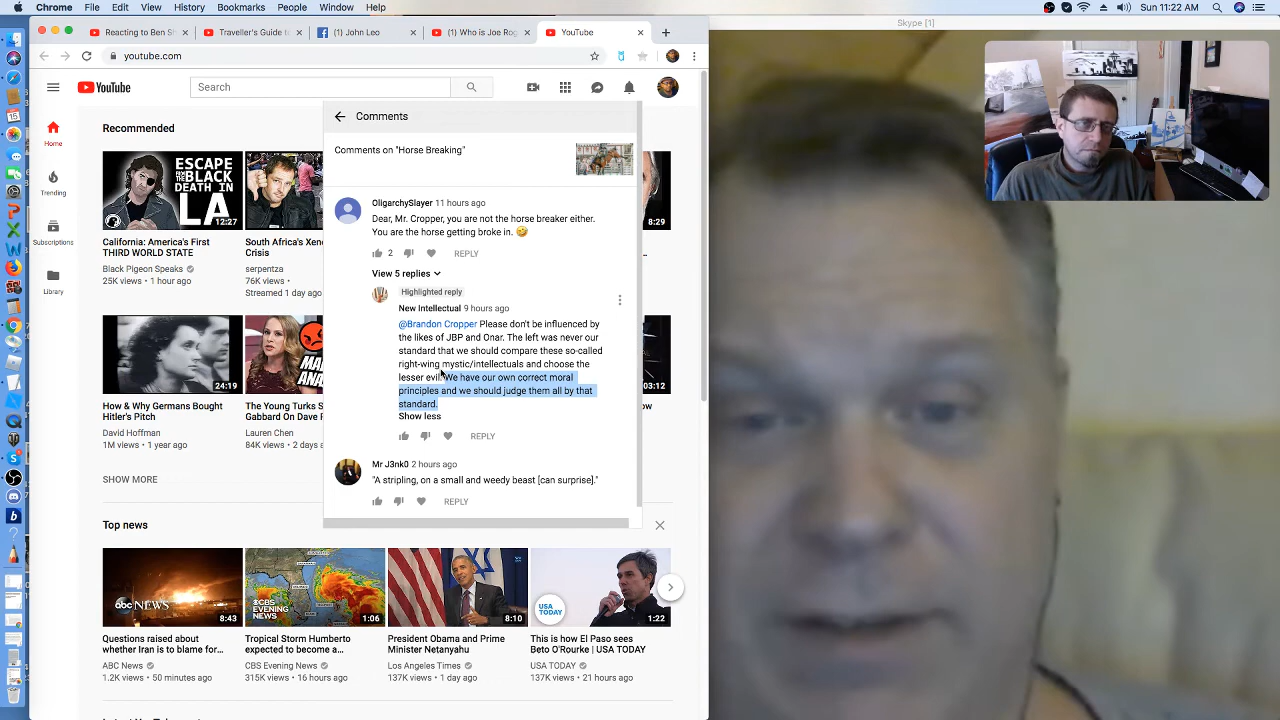 Chrome File Edit View History Bookmarks People Window Help
Sun 11:22 AM
Skype [1]
Reacting to Ben Sh
Traveller's Guide to
(1) John Leo
(1) Who is Joe Rog
YouTube
youtube.com
YouTube
Search
Home
Trending
Subscriptions
Library
Recommended
ESCAPE
FROM THE BLACK
DEATH IN
LA
12:27
California: America's First
THIRD WORLD STATE
Black Pigeon Speaks
25K views • 1 hour ago
South Africa's Xeno
Crisis
serpentza
76K views •
Streamed 1 day ago
8:29
24:19
How & Why Germans Bought
Hitler's Pitch
David Hoffman
1M views • 1 year ago
The Young Turks S
Gabbard On Dave R
Lauren Chen
84K views • 2 days a
03:12
SHOW MORE
Comments
Comments on "Horse Breaking"
OligarchySlayer 11 hours ago
Dear, Mr. Cropper, you are not the horse breaker either.
You are the horse getting broke in. 🤣
2 REPLY
View 5 replies
Highlighted reply
New Intellectual 9 hours ago
@Brandon Cropper Please don't be influenced by
the likes of JBP and Onar. The left was never our
standard that we should compare these so-called
right-wing mystic/intellectuals and choose the
lesser evil. We have our own correct moral
principles and we should judge them all by that
standard.
Show less
REPLY
Mr J3nk0 2 hours ago
"A stripling, on a small and weedy beast [can surprise]."
REPLY
Top news
abc NEWS
8:43
Questions raised about
whether Iran is to blame for...
ABC News
1.2K views • 50 minutes ago
CBS
EVENING
NEWS
1:06
Tropical Storm Humberto
expected to become a...
CBS Evening News
315K views • 16 hours ago
8:10
President Obama and Prime
Minister Netanyahu
Los Angeles Times
137K views • 1 day ago
USA
TODAY
1:22
This is how El Paso sees
Beto O'Rourke | USA TODAY
USA TODAY
137K views • 21 hours ago